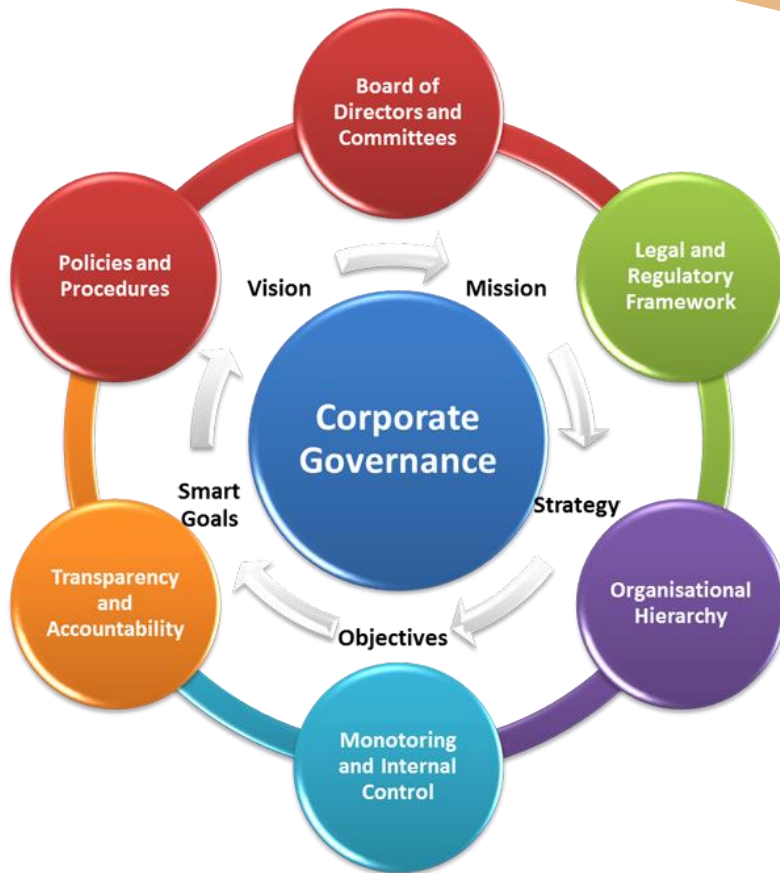 Board of
Directors and
Committees
Policies and
Procedures
Legal and
Regulatory
Framework
Vision
Mission
Corporate
Governance
Smart
Goals
Strategy
Transparency
and
Accountability
Organisational
Hierarchy
Objectives
Monotoring
and Internal
Control